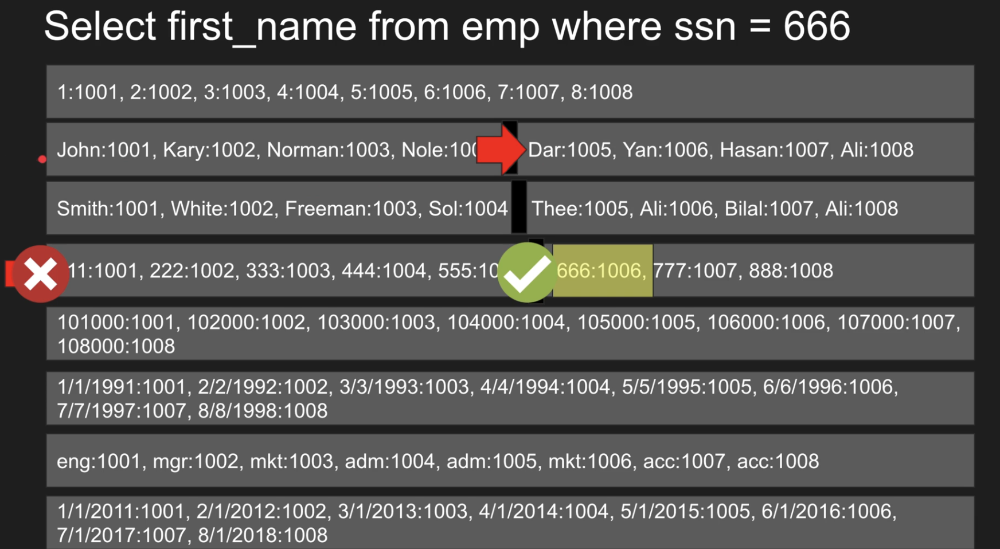 Select first_name from emp where ssn = 666
1:1001, 2:1002, 3:1003, 4:1004, 5:1005, 6:1006, 7:1007, 8:1008
John:1001, Kary:1002, Norman:1003, Nole:100 Dar:1005, Yan:1006, Hasan:1007, Ali:1008
Smith:1001, White:1002, Freeman:1003, Sol:1004 Thee:1005, Ali:1006, Bilal:1007, Ali:1008
11:1001, 222:1002, 333:1003, 444:1004, 555:10 666:1006, 777:1007, 888:1008
101000:1001, 102000:1002, 103000:1003, 104000:1004, 105000:1005, 106000:1006, 107000:1007,
108000:1008
1/1/1991:1001, 2/2/1992:1002, 3/3/1993:1003, 4/4/1994:1004, 5/5/1995:1005, 6/6/1996:1006,
7/7/1997:1007, 8/8/1998:1008
eng:1001, mgr:1002, mkt:1003, adm:1004, adm:1005, mkt:1006, acc:1007, acc:1008
1/1/2011:1001, 2/1/2012:1002, 3/1/2013:1003, 4/1/2014:1004, 5/1/2015:1005, 6/1/2016:1006,
7/1/2017:1007, 8/1/2018:1008